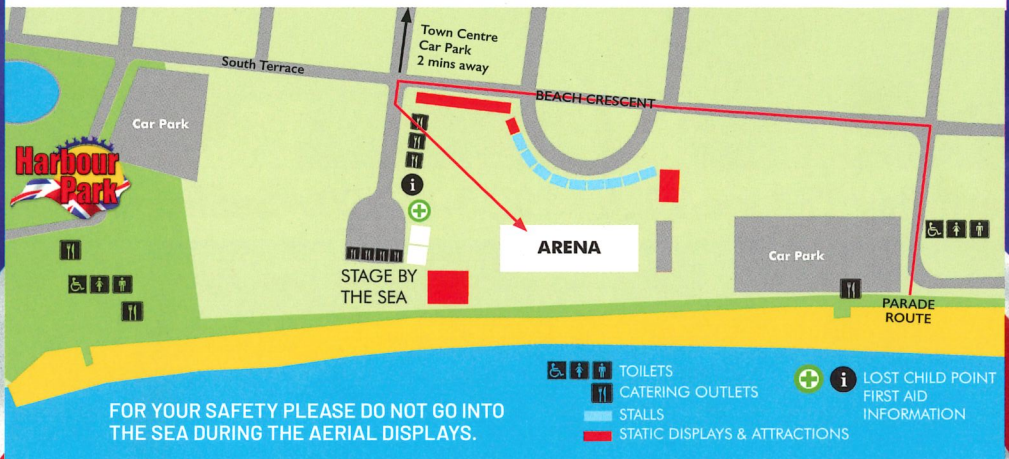 Town Centre
Car Park
2 mins away
South Terrace
BEACH CRESCENT
Car Park
Harbour
Park
i
ARENA
Car Park
STAGE BY
THE SEA
PARADE
ROUTE
TOILETS
CATERING OUTLETS
STALLS
STATIC DISPLAYS & ATTRACTIONS
i
LOST CHILD POINT
FIRST AID
INFORMATION
FOR YOUR SAFETY PLEASE DO NOT GO INTO
THE SEA DURING THE AERIAL DISPLAYS.